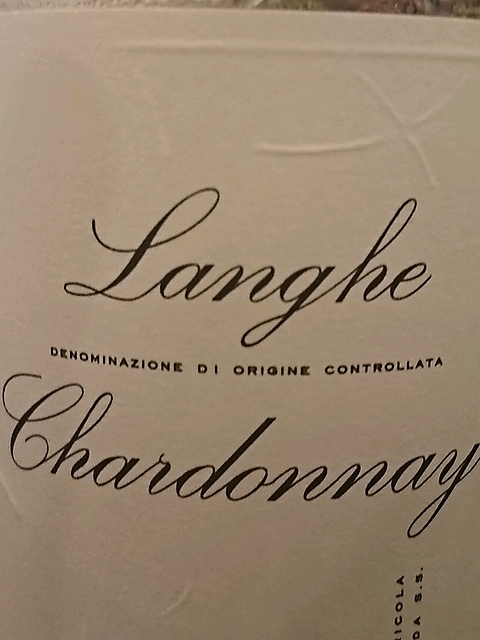 Langhe
DENOMINAZIONE DI ORIGINE CONTROLLATA
Chardonnay
S.S.